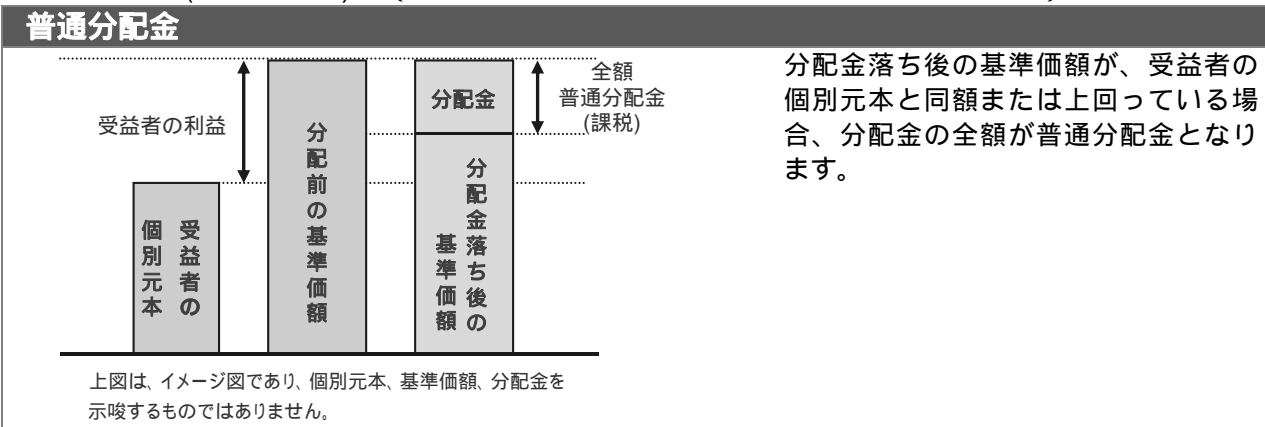 普通分配金
受益者の利益
受益者の
個別元本
分配前の基準価額
分配金
分配金落ち後の
基準価額
全額
普通分配金
(課税)
上図は、イメージ図であり、個別元本、基準価額、分配金を
示唆するものではありません。
分配金落ち後の基準価額が、受益者の
個別元本と同額または上回っている場
合、分配金の全額が普通分配金となり
ます。